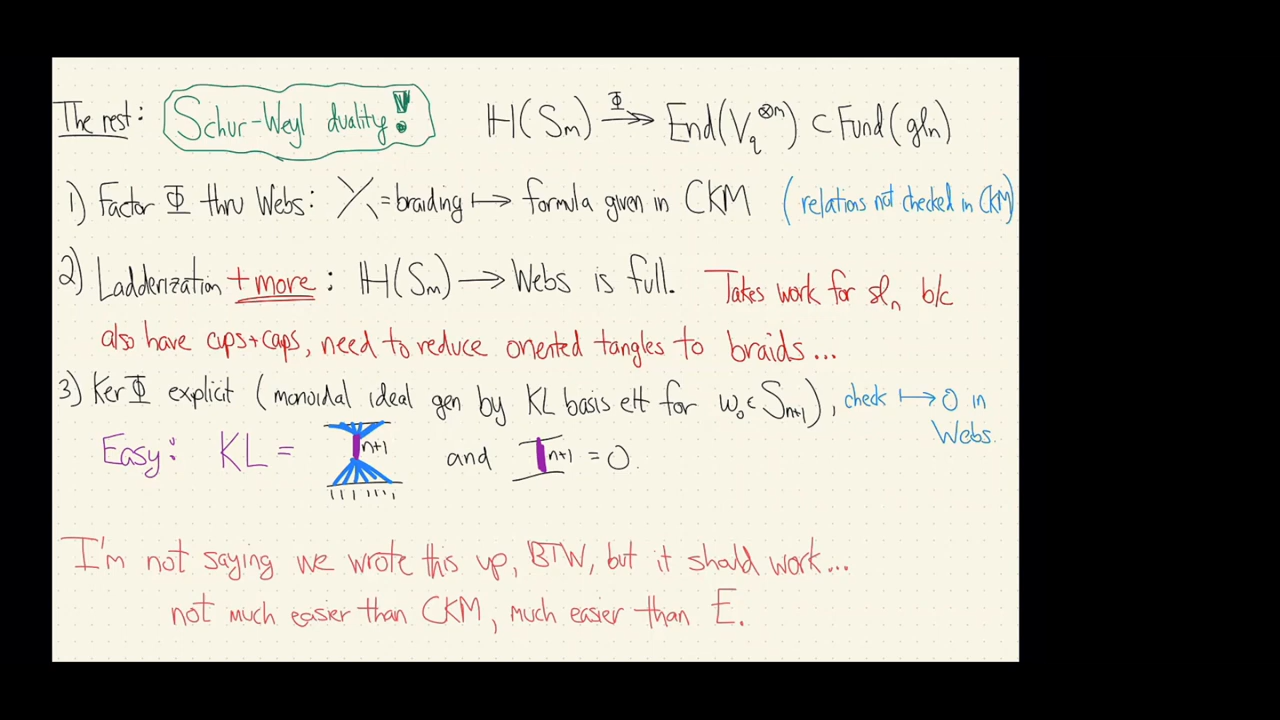 The rest: Schur-Weyl duality! ℍ(Sₘ) →^Φ End(V_q^{⊗m}) ⊂ Fund(glₙ)
1) Factor Φ thru Webs: = braiding ↦ formula given in CKM (relations not checked in CKM)
2) Ladderization + more : ℍ(Sₘ) → Webs is full. Takes work for slₙ b/c
also have cups+caps, need to reduce oriented tangles to braids...
3) Ker Φ explicit (monoidal ideal gen by KL basis elt for w₀ ∈ Sₙ₊₁), check ↦ 0 in
Webs.
Easy: KL = n+1 and n+1 = 0.
I'm not saying we wrote this up, BTW, but it should work...
not much easier than CKM, much easier than E.